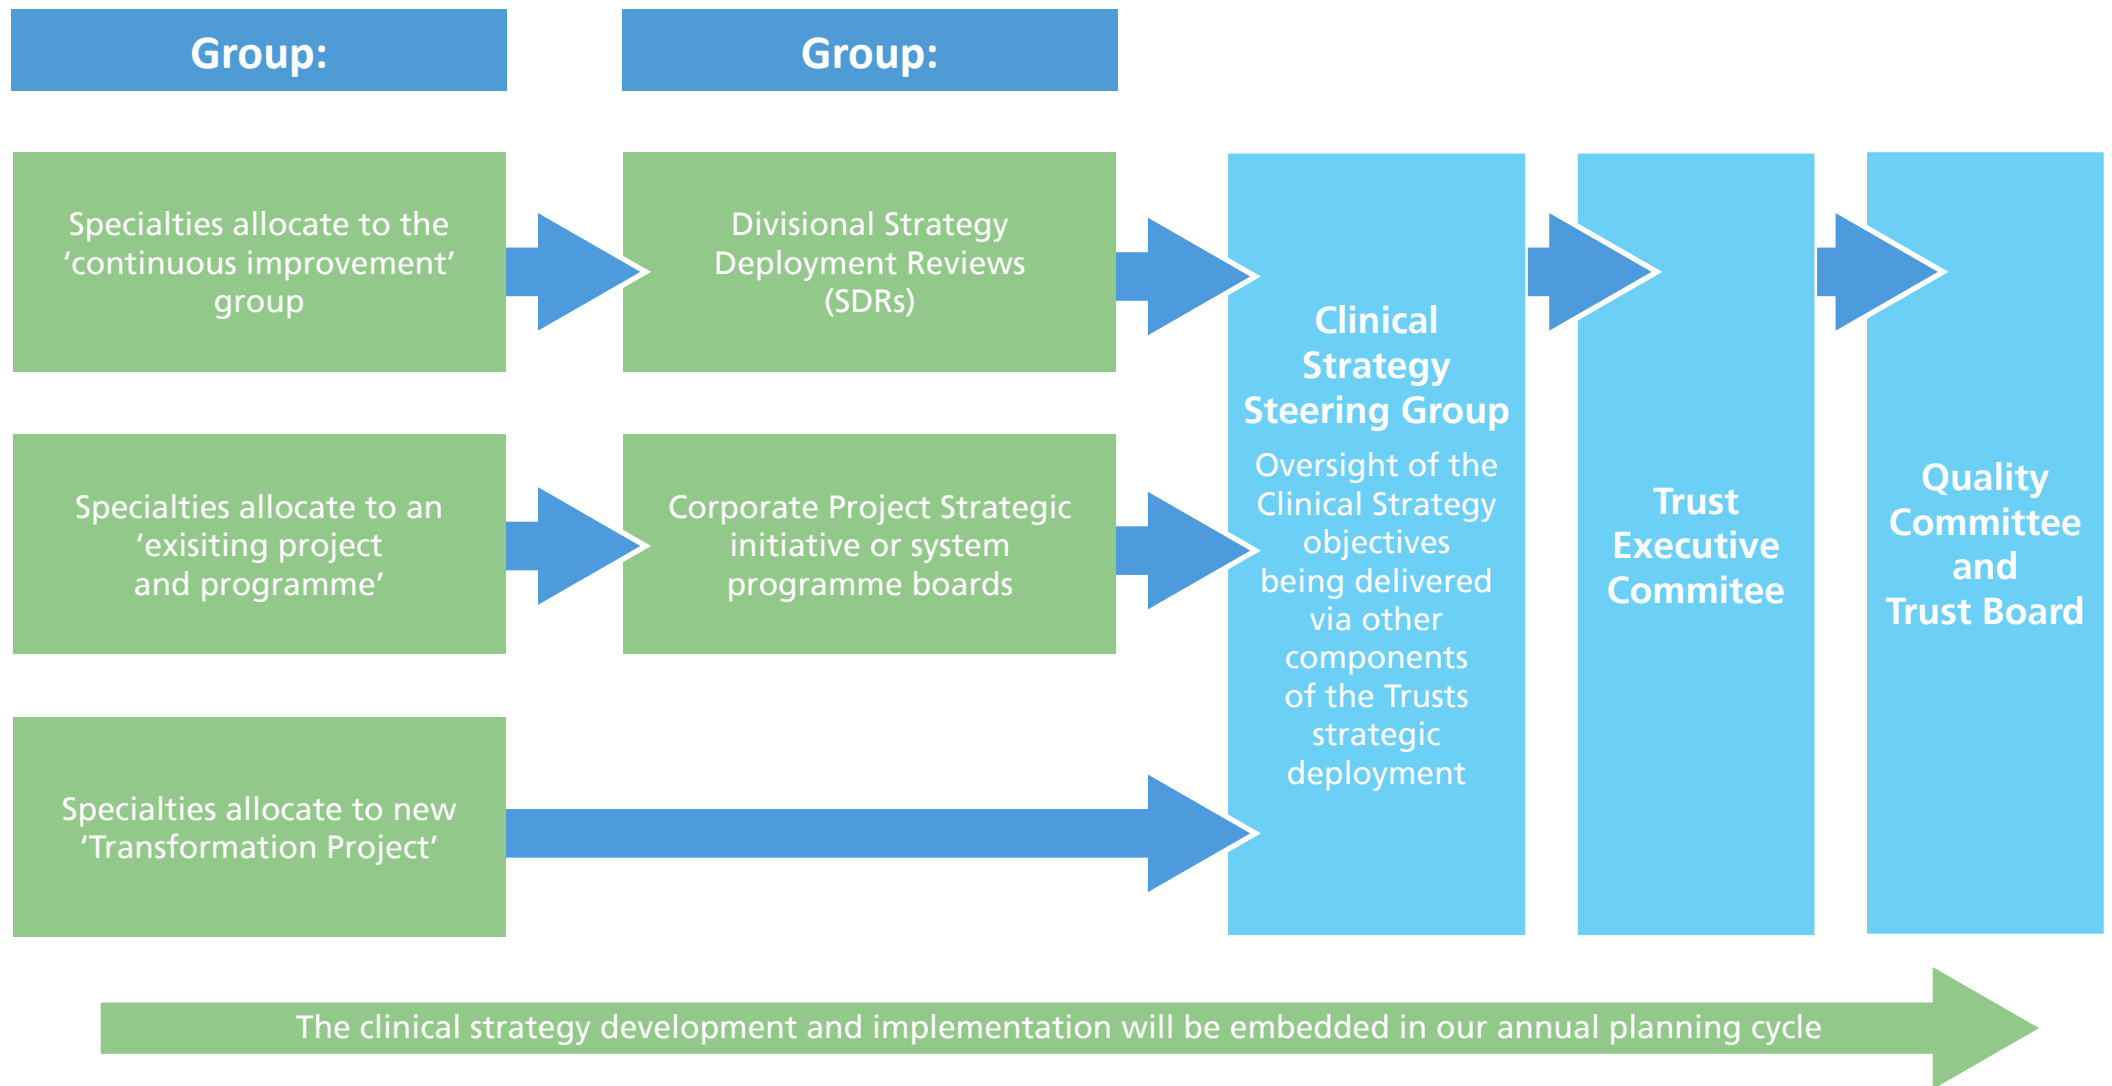 Group:
Group:
Specialties allocate to the
‘continuous improvement’
group
Divisional Strategy
Deployment Reviews
(SDRs)
Specialties allocate to an
‘exisiting project
and programme’
Corporate Project Strategic
initiative or system
programme boards
Specialties allocate to new
‘Transformation Project’
Clinical
Strategy
Steering Group
Oversight of the
Clinical Strategy
objectives
being delivered
via other
components
of the Trusts
strategic
deployment
Trust
Executive
Commitee
Quality
Committee
and
Trust Board
The clinical strategy development and implementation will be embedded in our annual planning cycle